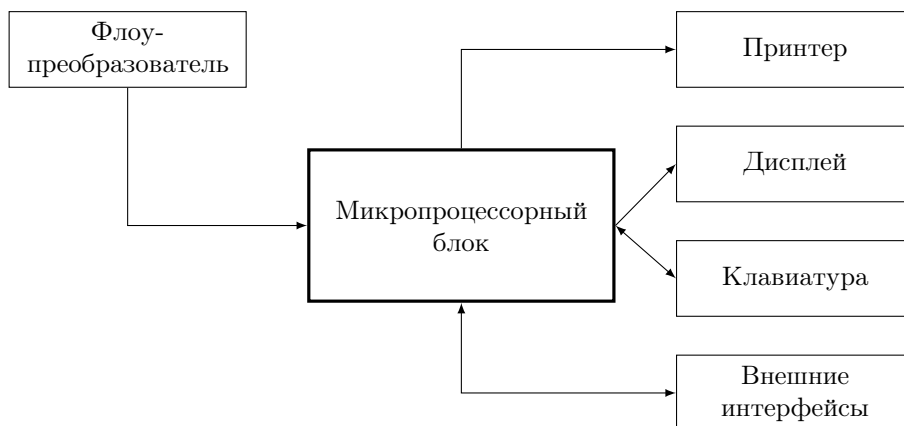 Флоу-
преобразователь
Принтер
Дисплей
Микропроцессорный
блок
Клавиатура
Внешние
интерфейсы